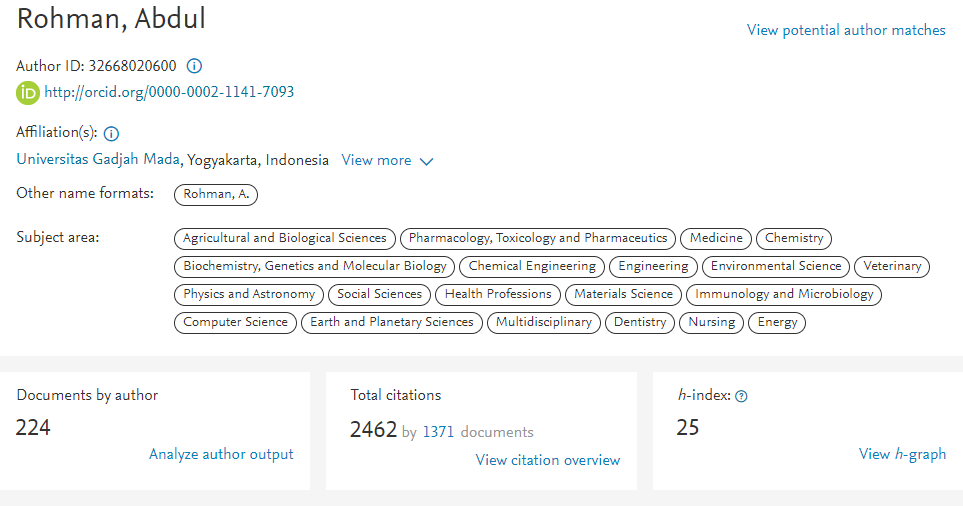 Rohman, Abdul
View potential author matches
Author ID: 32668020600
iD http://orcid.org/0000-0002-1141-7093
Affiliation(s):
Universitas Gadjah Mada, Yogyakarta, Indonesia View more
Other name formats: Rohman, A.
Subject area: Agricultural and Biological Sciences Pharmacology, Toxicology and Pharmaceutics Medicine Chemistry
Biochemistry, Genetics and Molecular Biology Chemical Engineering Engineering Environmental Science Veterinary
Physics and Astronomy Social Sciences Health Professions Materials Science Immunology and Microbiology
Computer Science Earth and Planetary Sciences Multidisciplinary Dentistry Nursing Energy
Documents by author
224
Analyze author output
Total citations
2462 by 1371 documents
View citation overview
h-index: ?
25
View h-graph